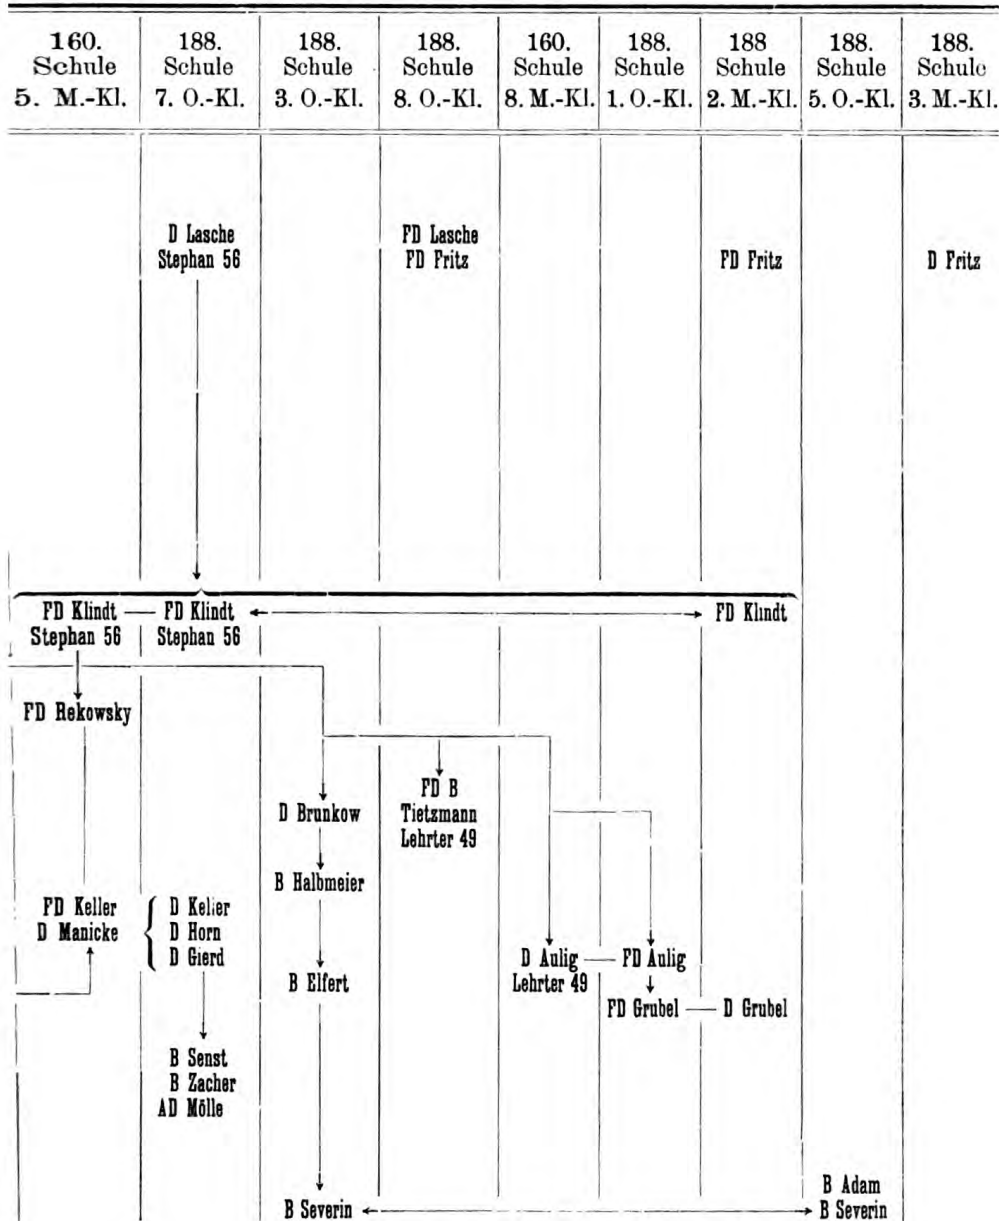 160. 188. 188. 188. 160. 188. 188 188. 188.
Schule Schule Schule Schule Schule Schule Schule Schule Schule
5. M.-Kl. 7. O.-Kl. 3. O.-Kl. 8. O.-Kl. 8. M.-Kl. 1. O.-Kl. 2. M.-Kl. 5. O.-Kl. 3. M.-Kl.
D Lasche FD Lasche
Stephan 56 FD Fritz FD Fritz D Fritz
FD Klindt FD Klindt FD Klindt
Stephan 56 Stephan 56
FD Rekowsky
FD B
D Brunkow Tietzmann
Lehrter 49
B Halbmeier
FD Keller D Keller
D Manicke D Horn
D Gierd D Aulig FD Aulig
B Elfert Lehrter 49
FD Grubel D Grubel
B Senst
B Zacher
AD Mölle
B Adam
B Severin B Severin